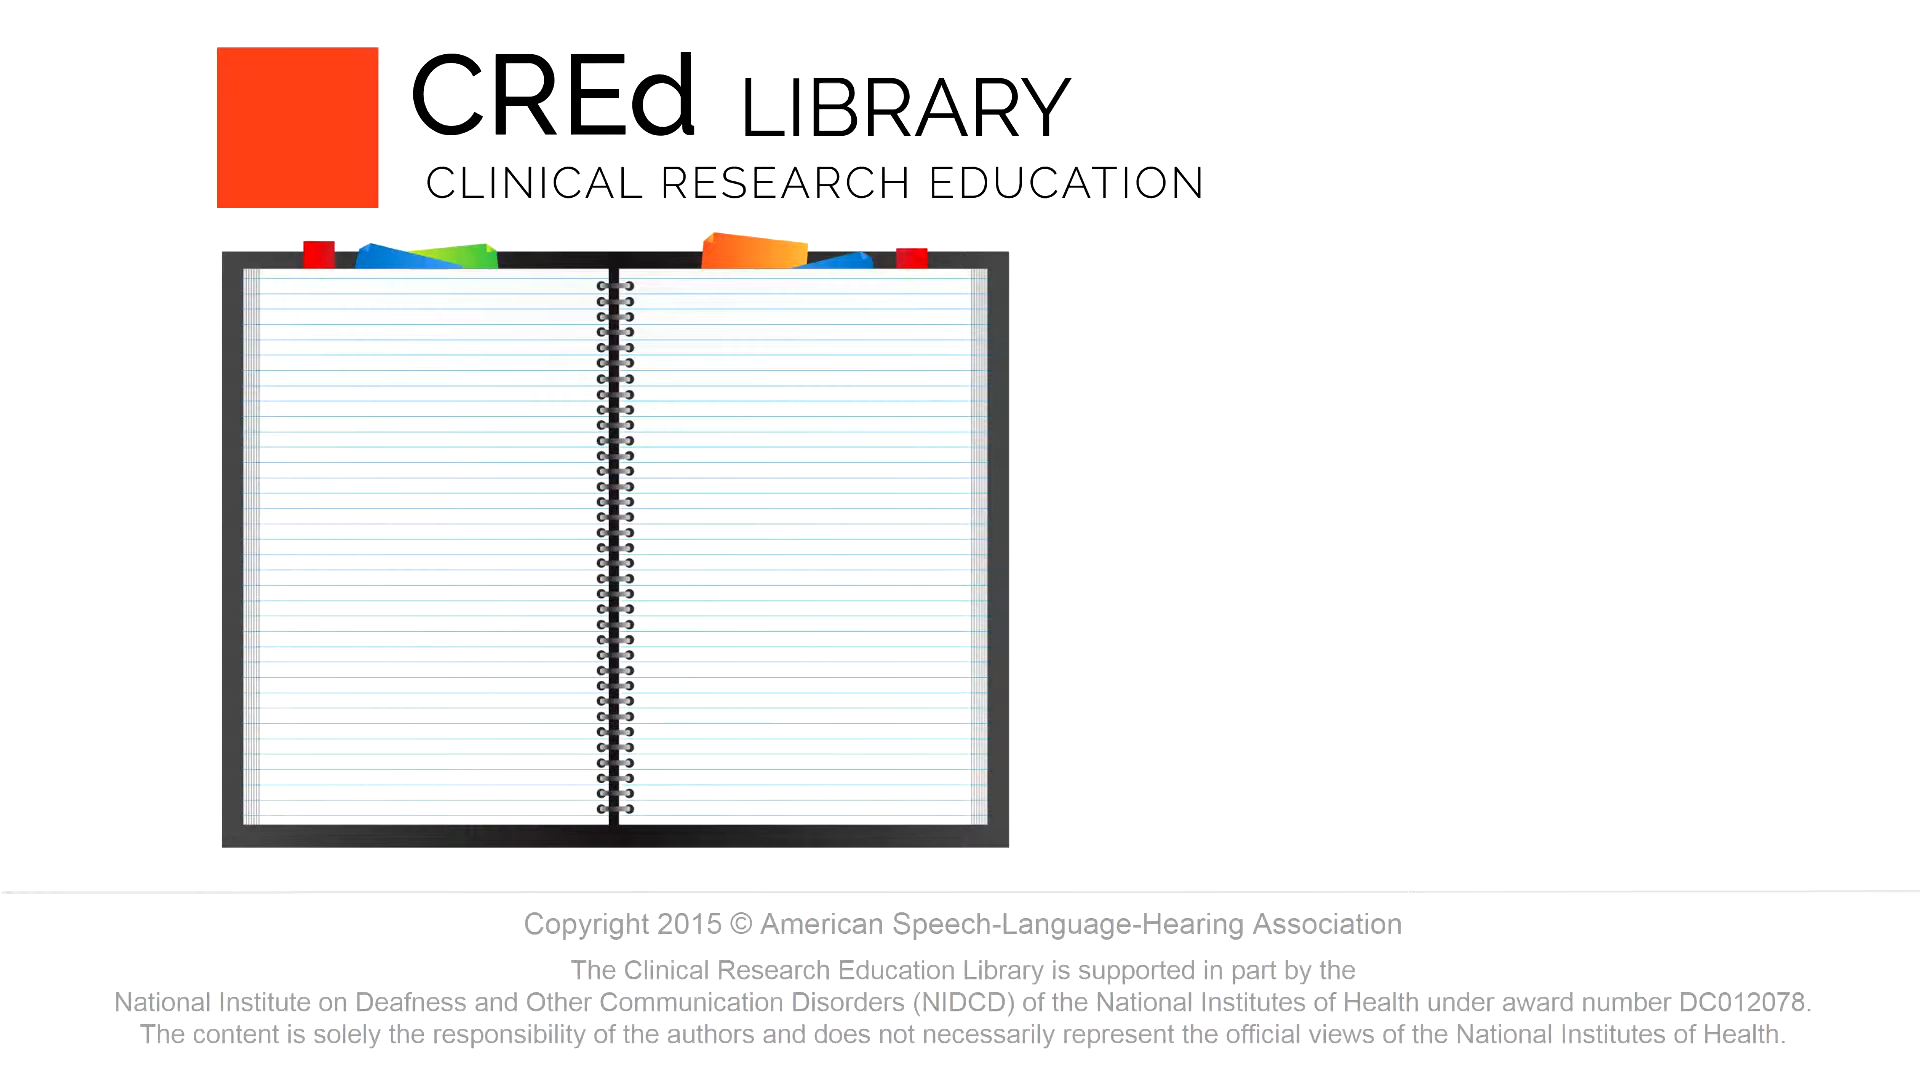 CREd LIBRARY
CLINICAL RESEARCH EDUCATION
Copyright 2015 © American Speech-Language-Hearing Association
The Clinical Research Education Library is supported in part by the
National Institute on Deafness and Other Communication Disorders (NIDCD) of the National Institutes of Health under award number DC012078.
The content is solely the responsibility of the authors and does not necessarily represent the official views of the National Institutes of Health.